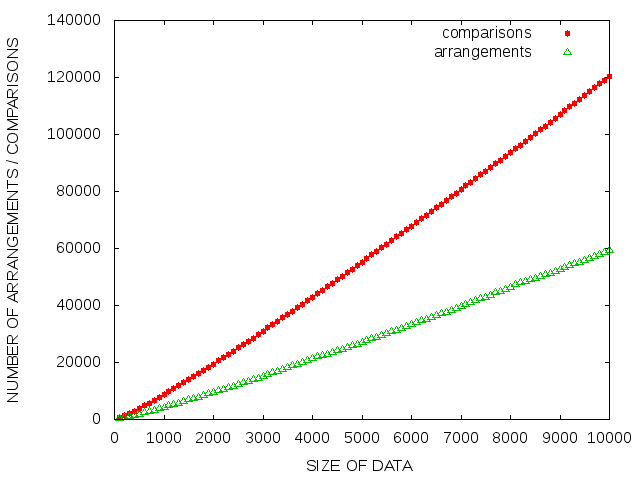 140000
120000
100000
80000
60000
40000
20000
0
NUMBER OF ARRANGEMENTS / COMPARISONS
comparisons
arrangements
0 1000 2000 3000 4000 5000 6000 7000 8000 9000 10000
SIZE OF DATA